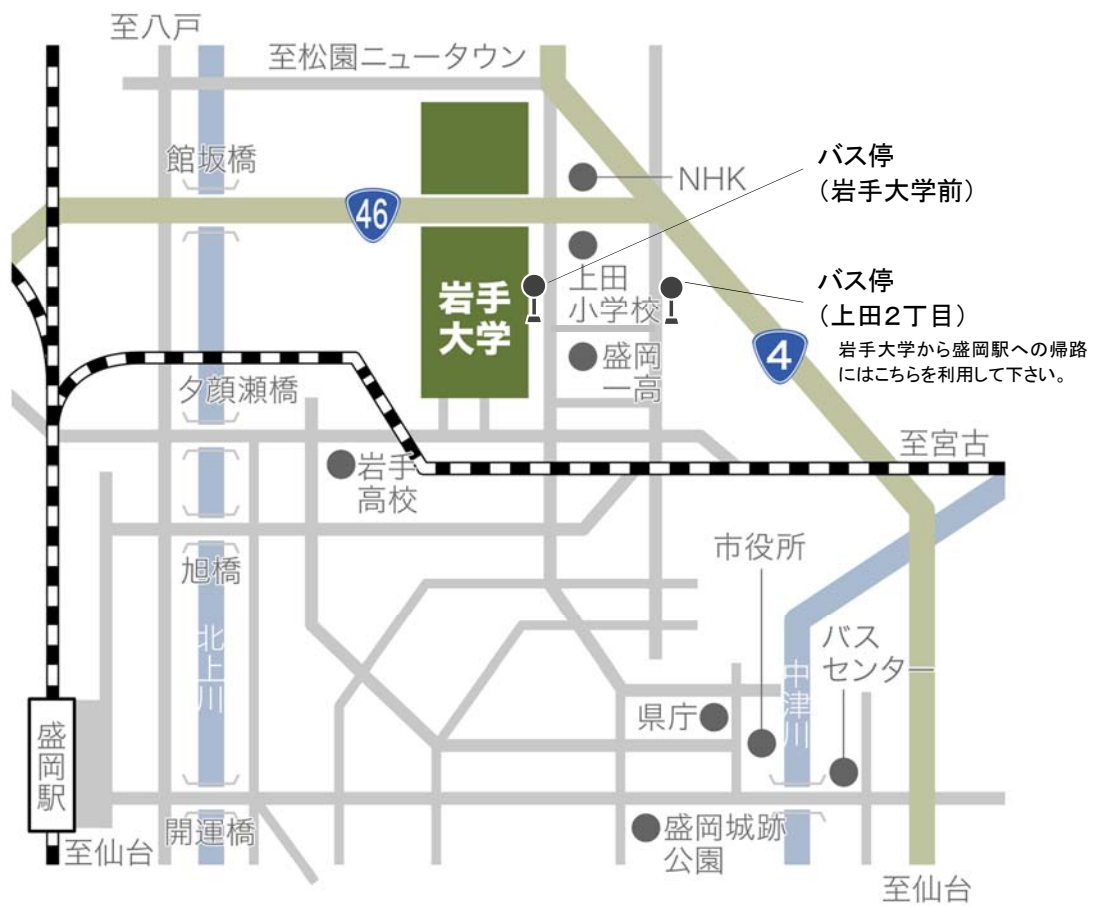 至八戸
至松園ニュータウン
館坂橋
バス停
（岩手大学前）
NHK
46
岩手
大学
上田
小学校
バス停
（上田２丁目）
岩手大学から盛岡駅への帰路
にはこちらを利用して下さい。
4
盛岡
一高
夕顔瀬橋
至宮古
岩手
高校
市役所
旭橋
北上川
バス
センター
中津川
県庁
盛岡駅
開運橋
盛岡城跡
公園
至仙台
至仙台